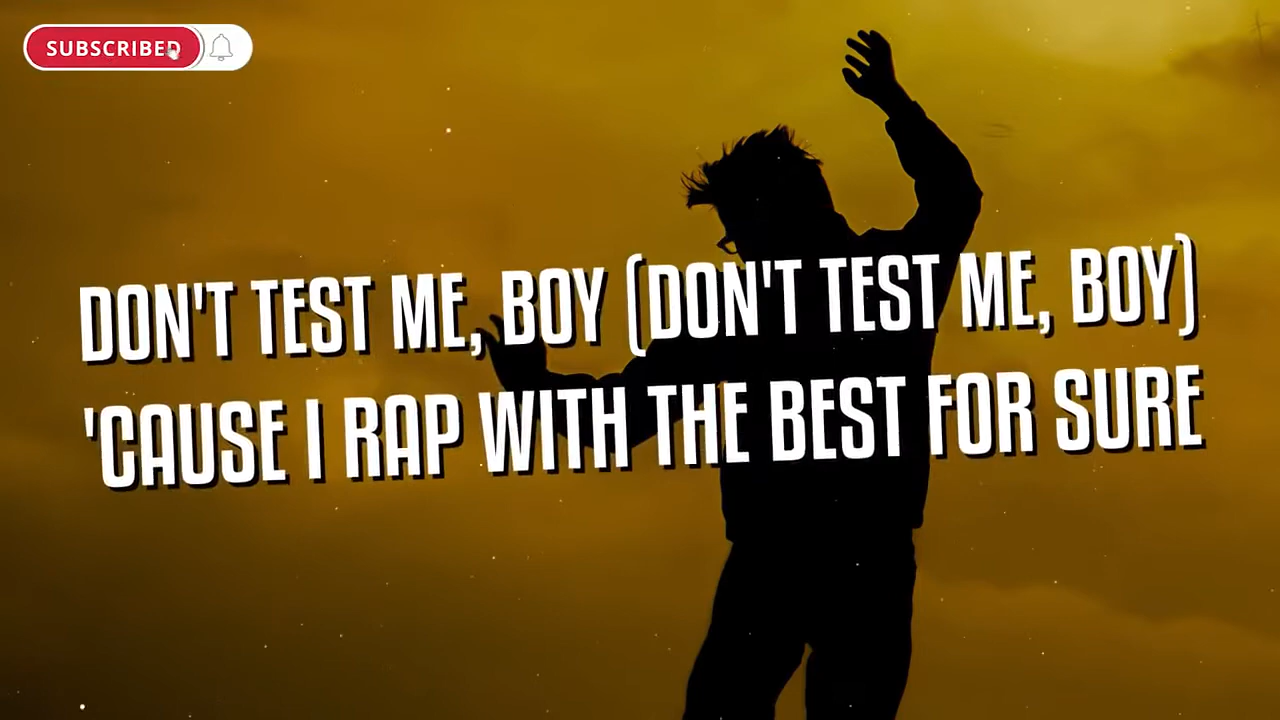 SUBSCRIBED
DON'T TEST ME, BOY (DON'T TEST ME, BOY)
'CAUSE I RAP WITH THE BEST FOR SURE